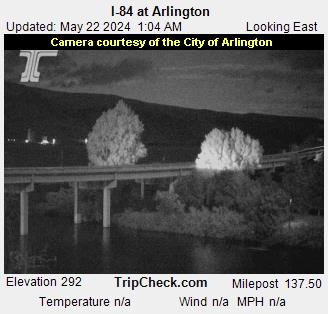 I-84 at Arlington
Updated: May 22 2024 1:04 AM Looking East
Camera courtesy of the City of Arlington
Elevation 292 TripCheck.com Milepost 137.50
Temperature n/a Wind n/a MPH n/a